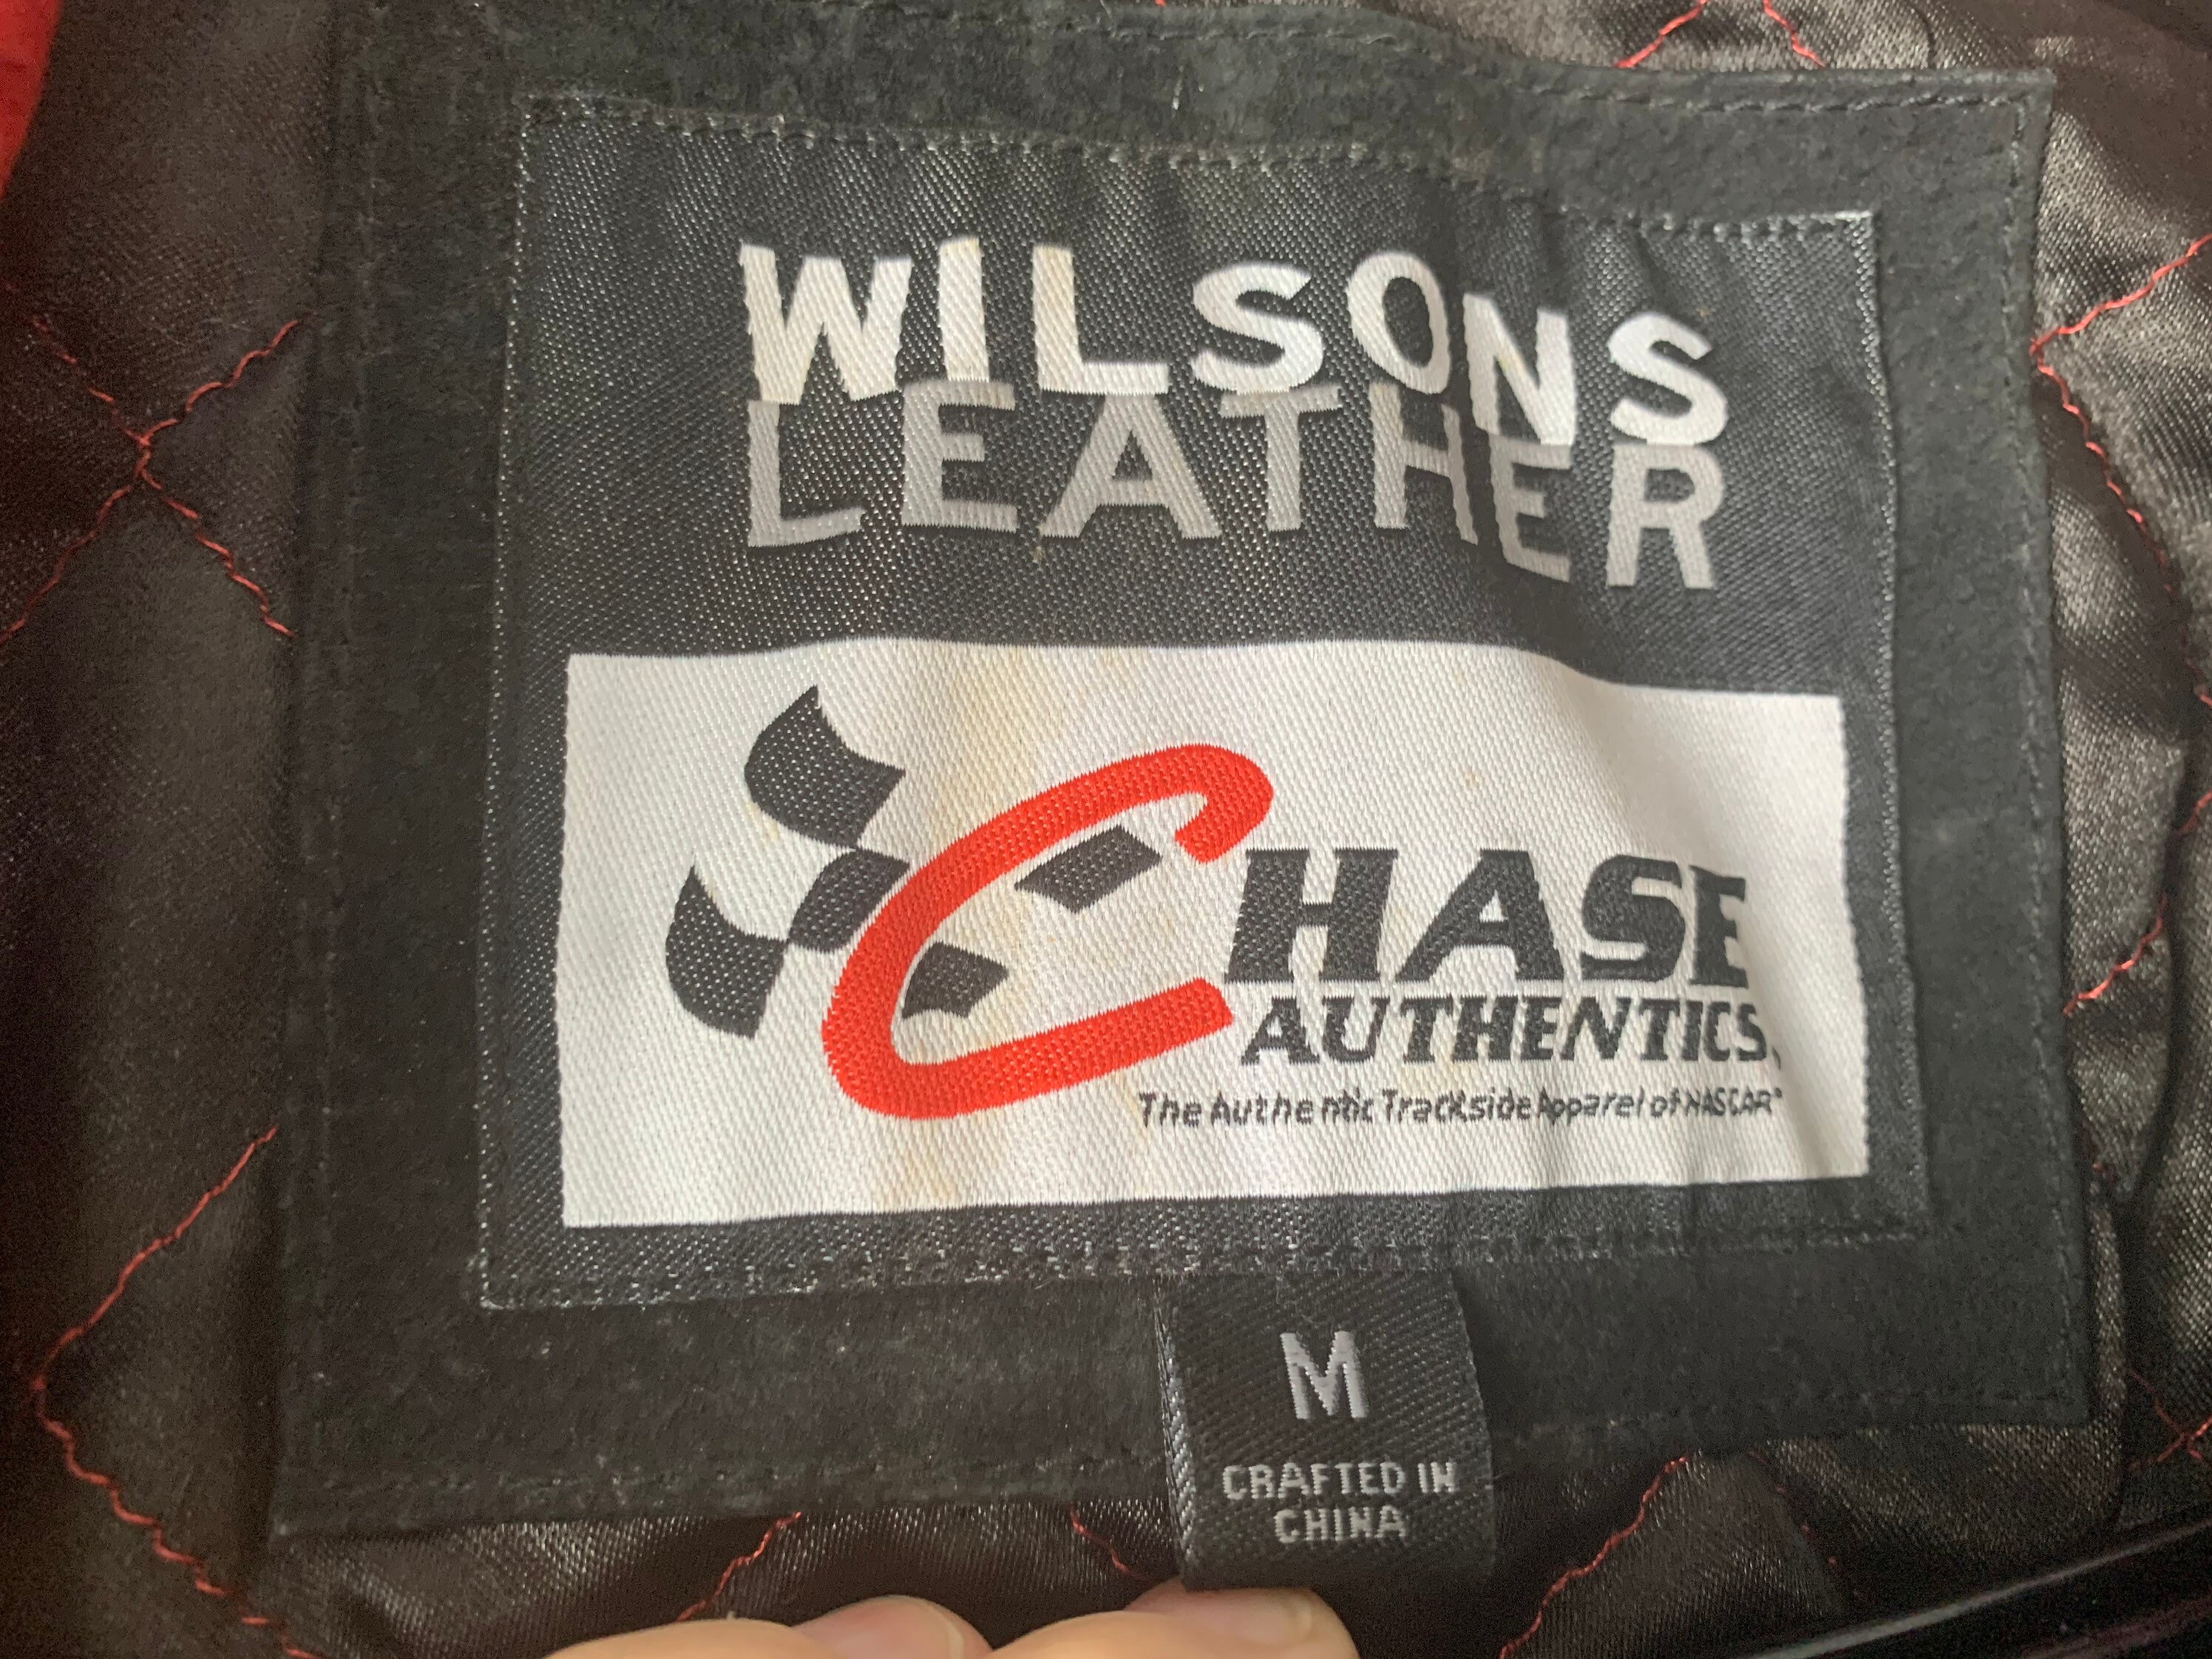 WILSONS
LEATHER
CHASE
AUTHENTICS
The Authentic Trackside Apparel of NASCAR®
M
CRAFTED IN
CHINA